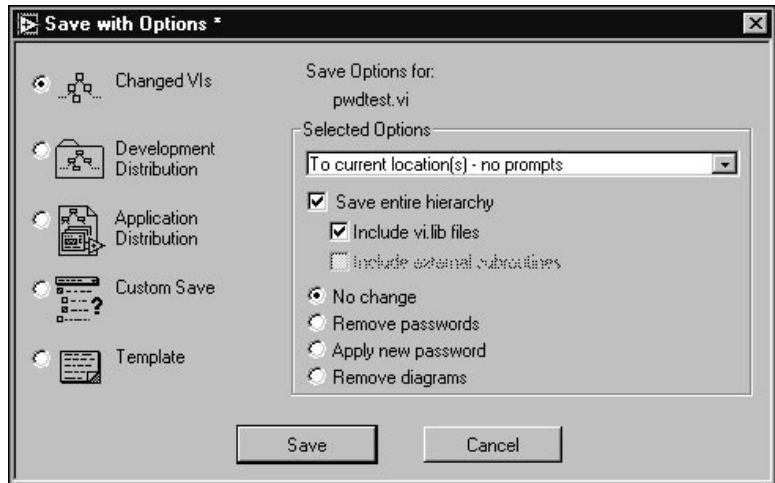 Save with Options *
Changed VIs
Development
Distribution
Application
Distribution
Custom Save
Template
Save Options for:
pwdtest.vi
Selected Options
To current location(s) - no prompts
Save entire hierarchy
Include vi.lib files
Include external subroutines
No change
Remove passwords
Apply new password
Remove diagrams
Save
Cancel